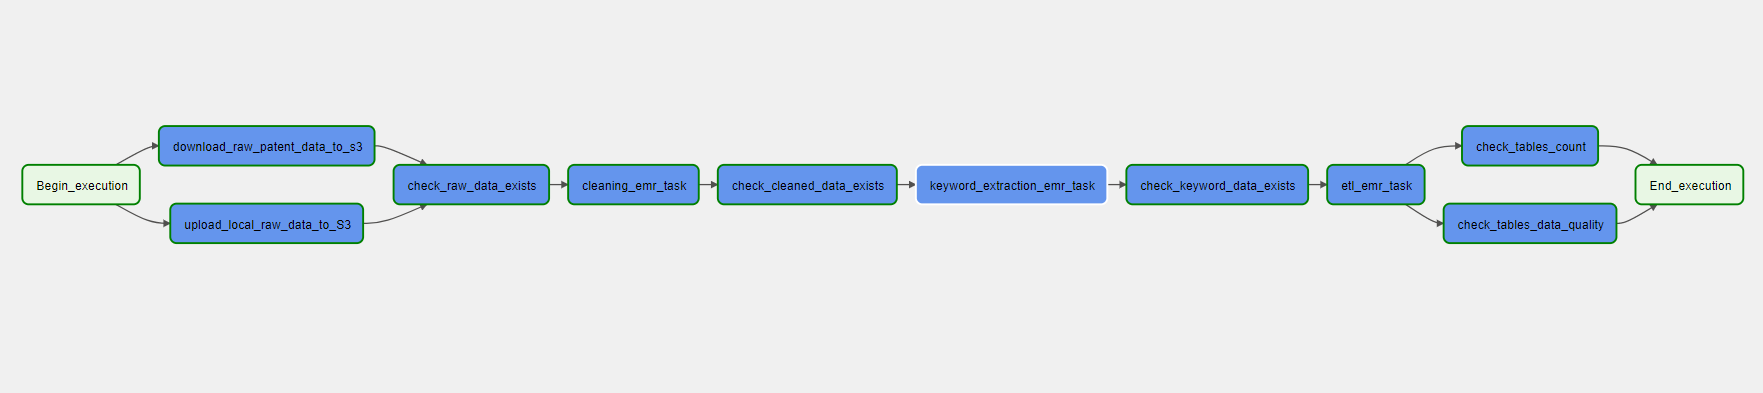 Begin_execution
download_raw_patent_data_to_s3
upload_local_raw_data_to_S3
check_raw_data_exists
cleaning_emr_task
check_cleaned_data_exists
keyword_extraction_emr_task
check_keyword_data_exists
etl_emr_task
check_tables_count
check_tables_data_quality
End_execution